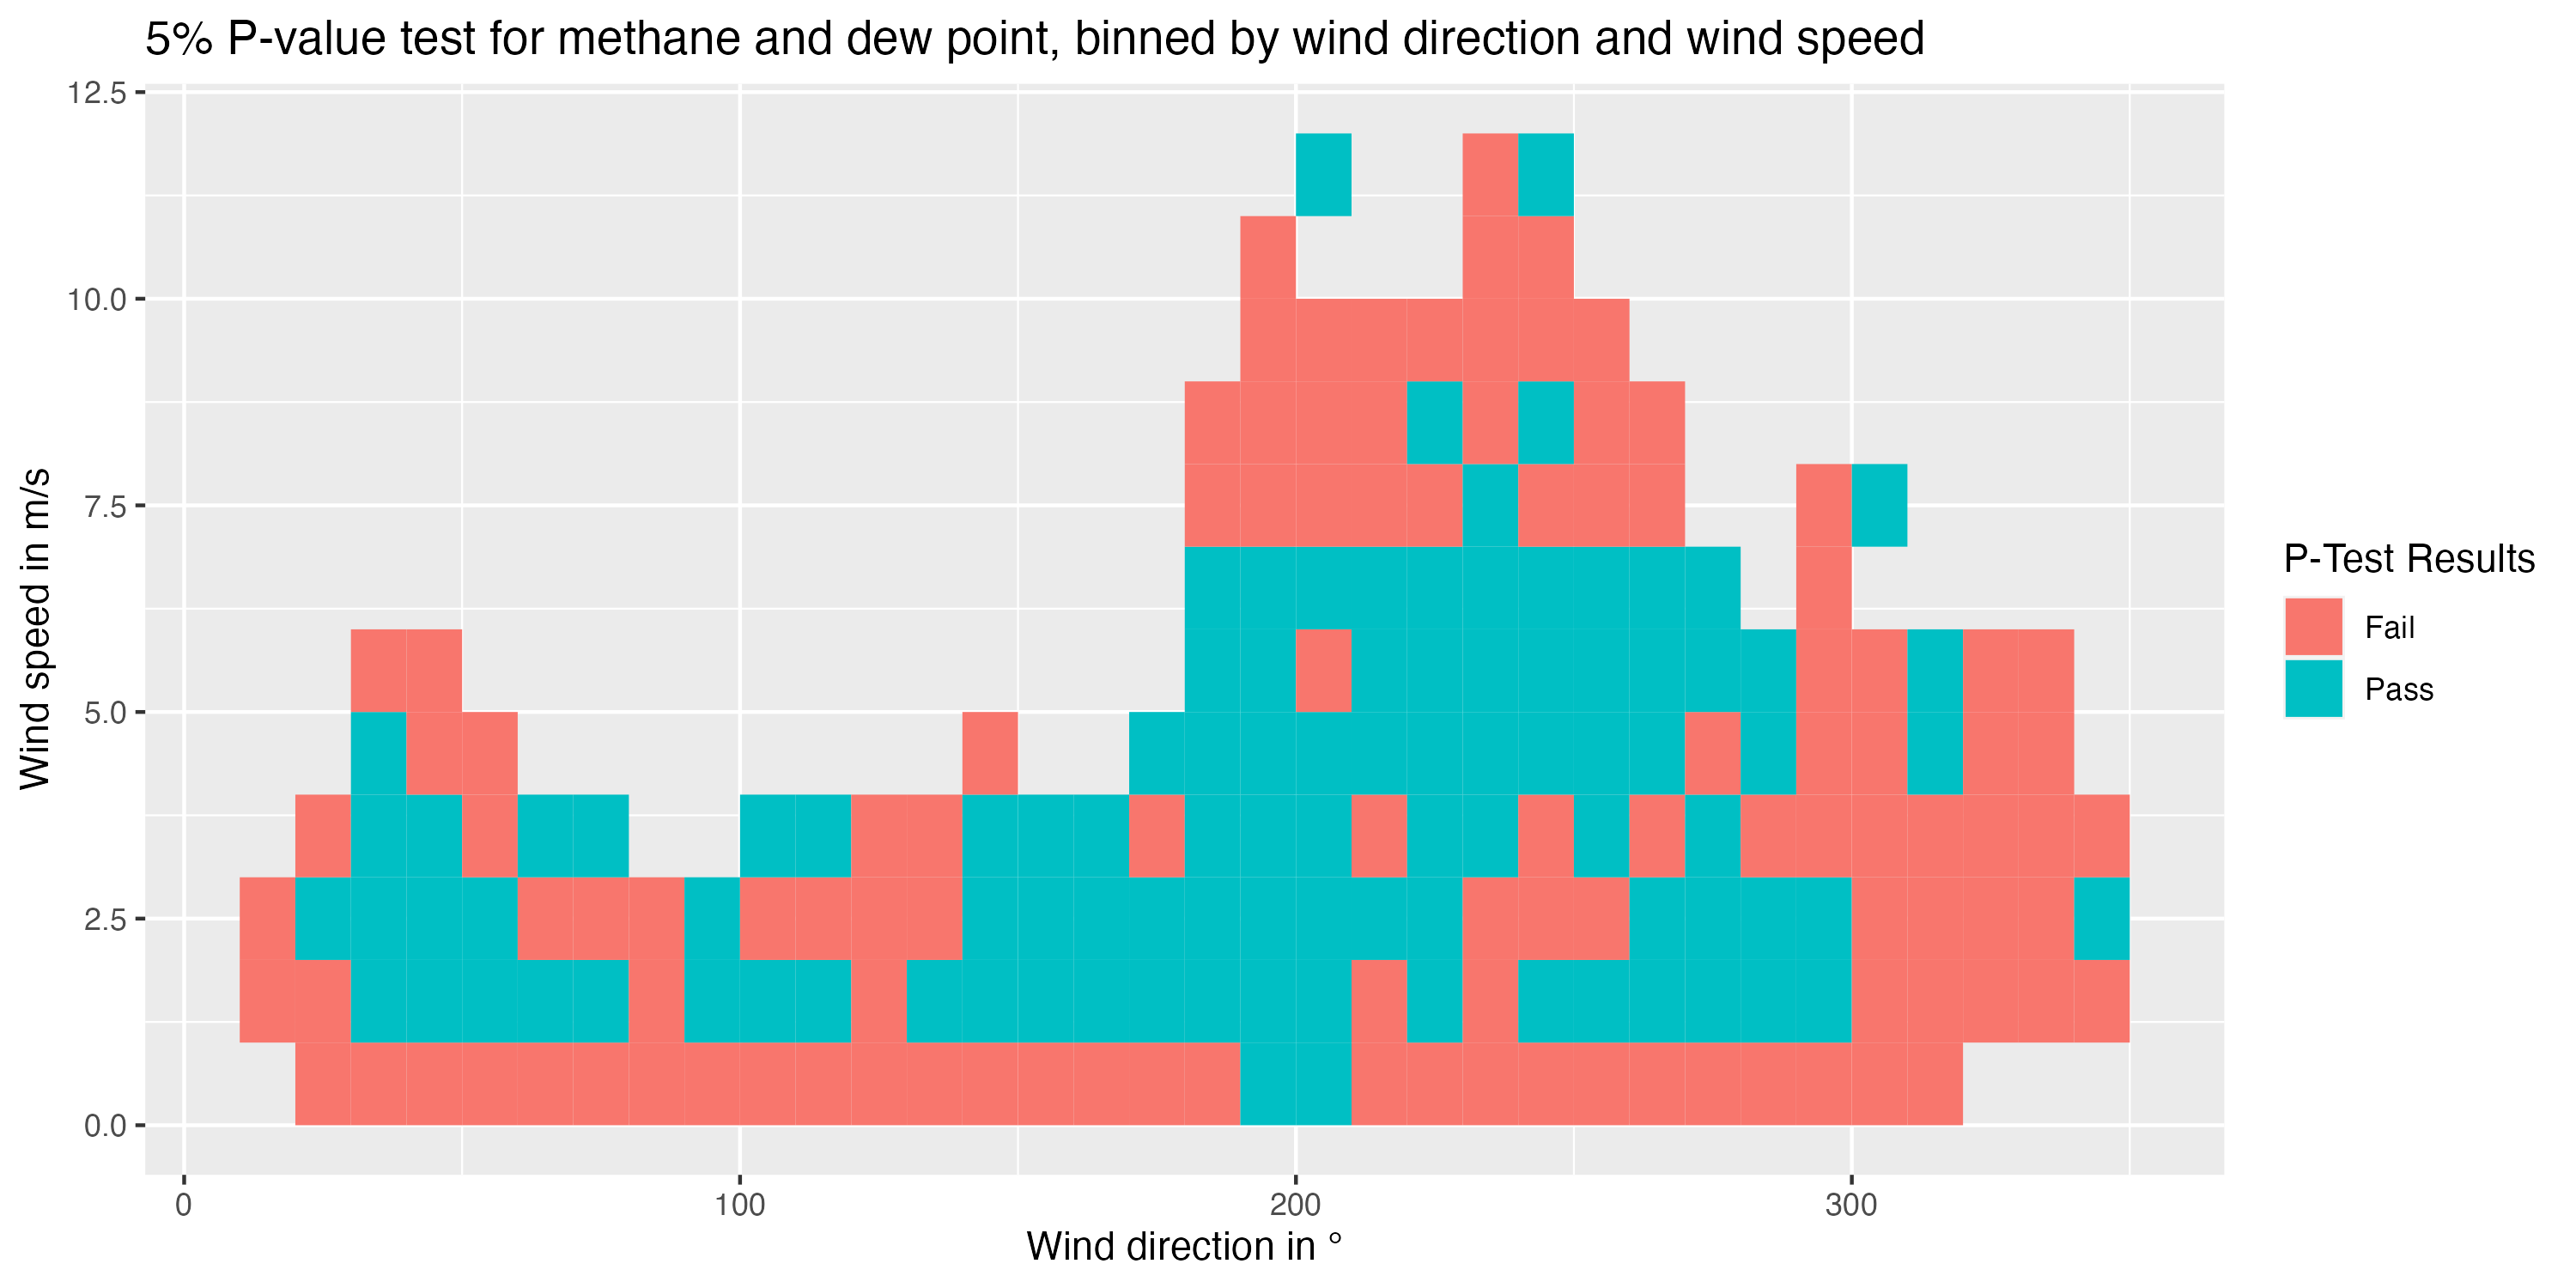 5% P-value test for methane and dew point, binned by wind direction and wind speed
12.5
10.0
7.5
5.0
2.5
0.0
Wind speed in m/s
0
100
200
300
Wind direction in °
P-Test Results
Fail
Pass